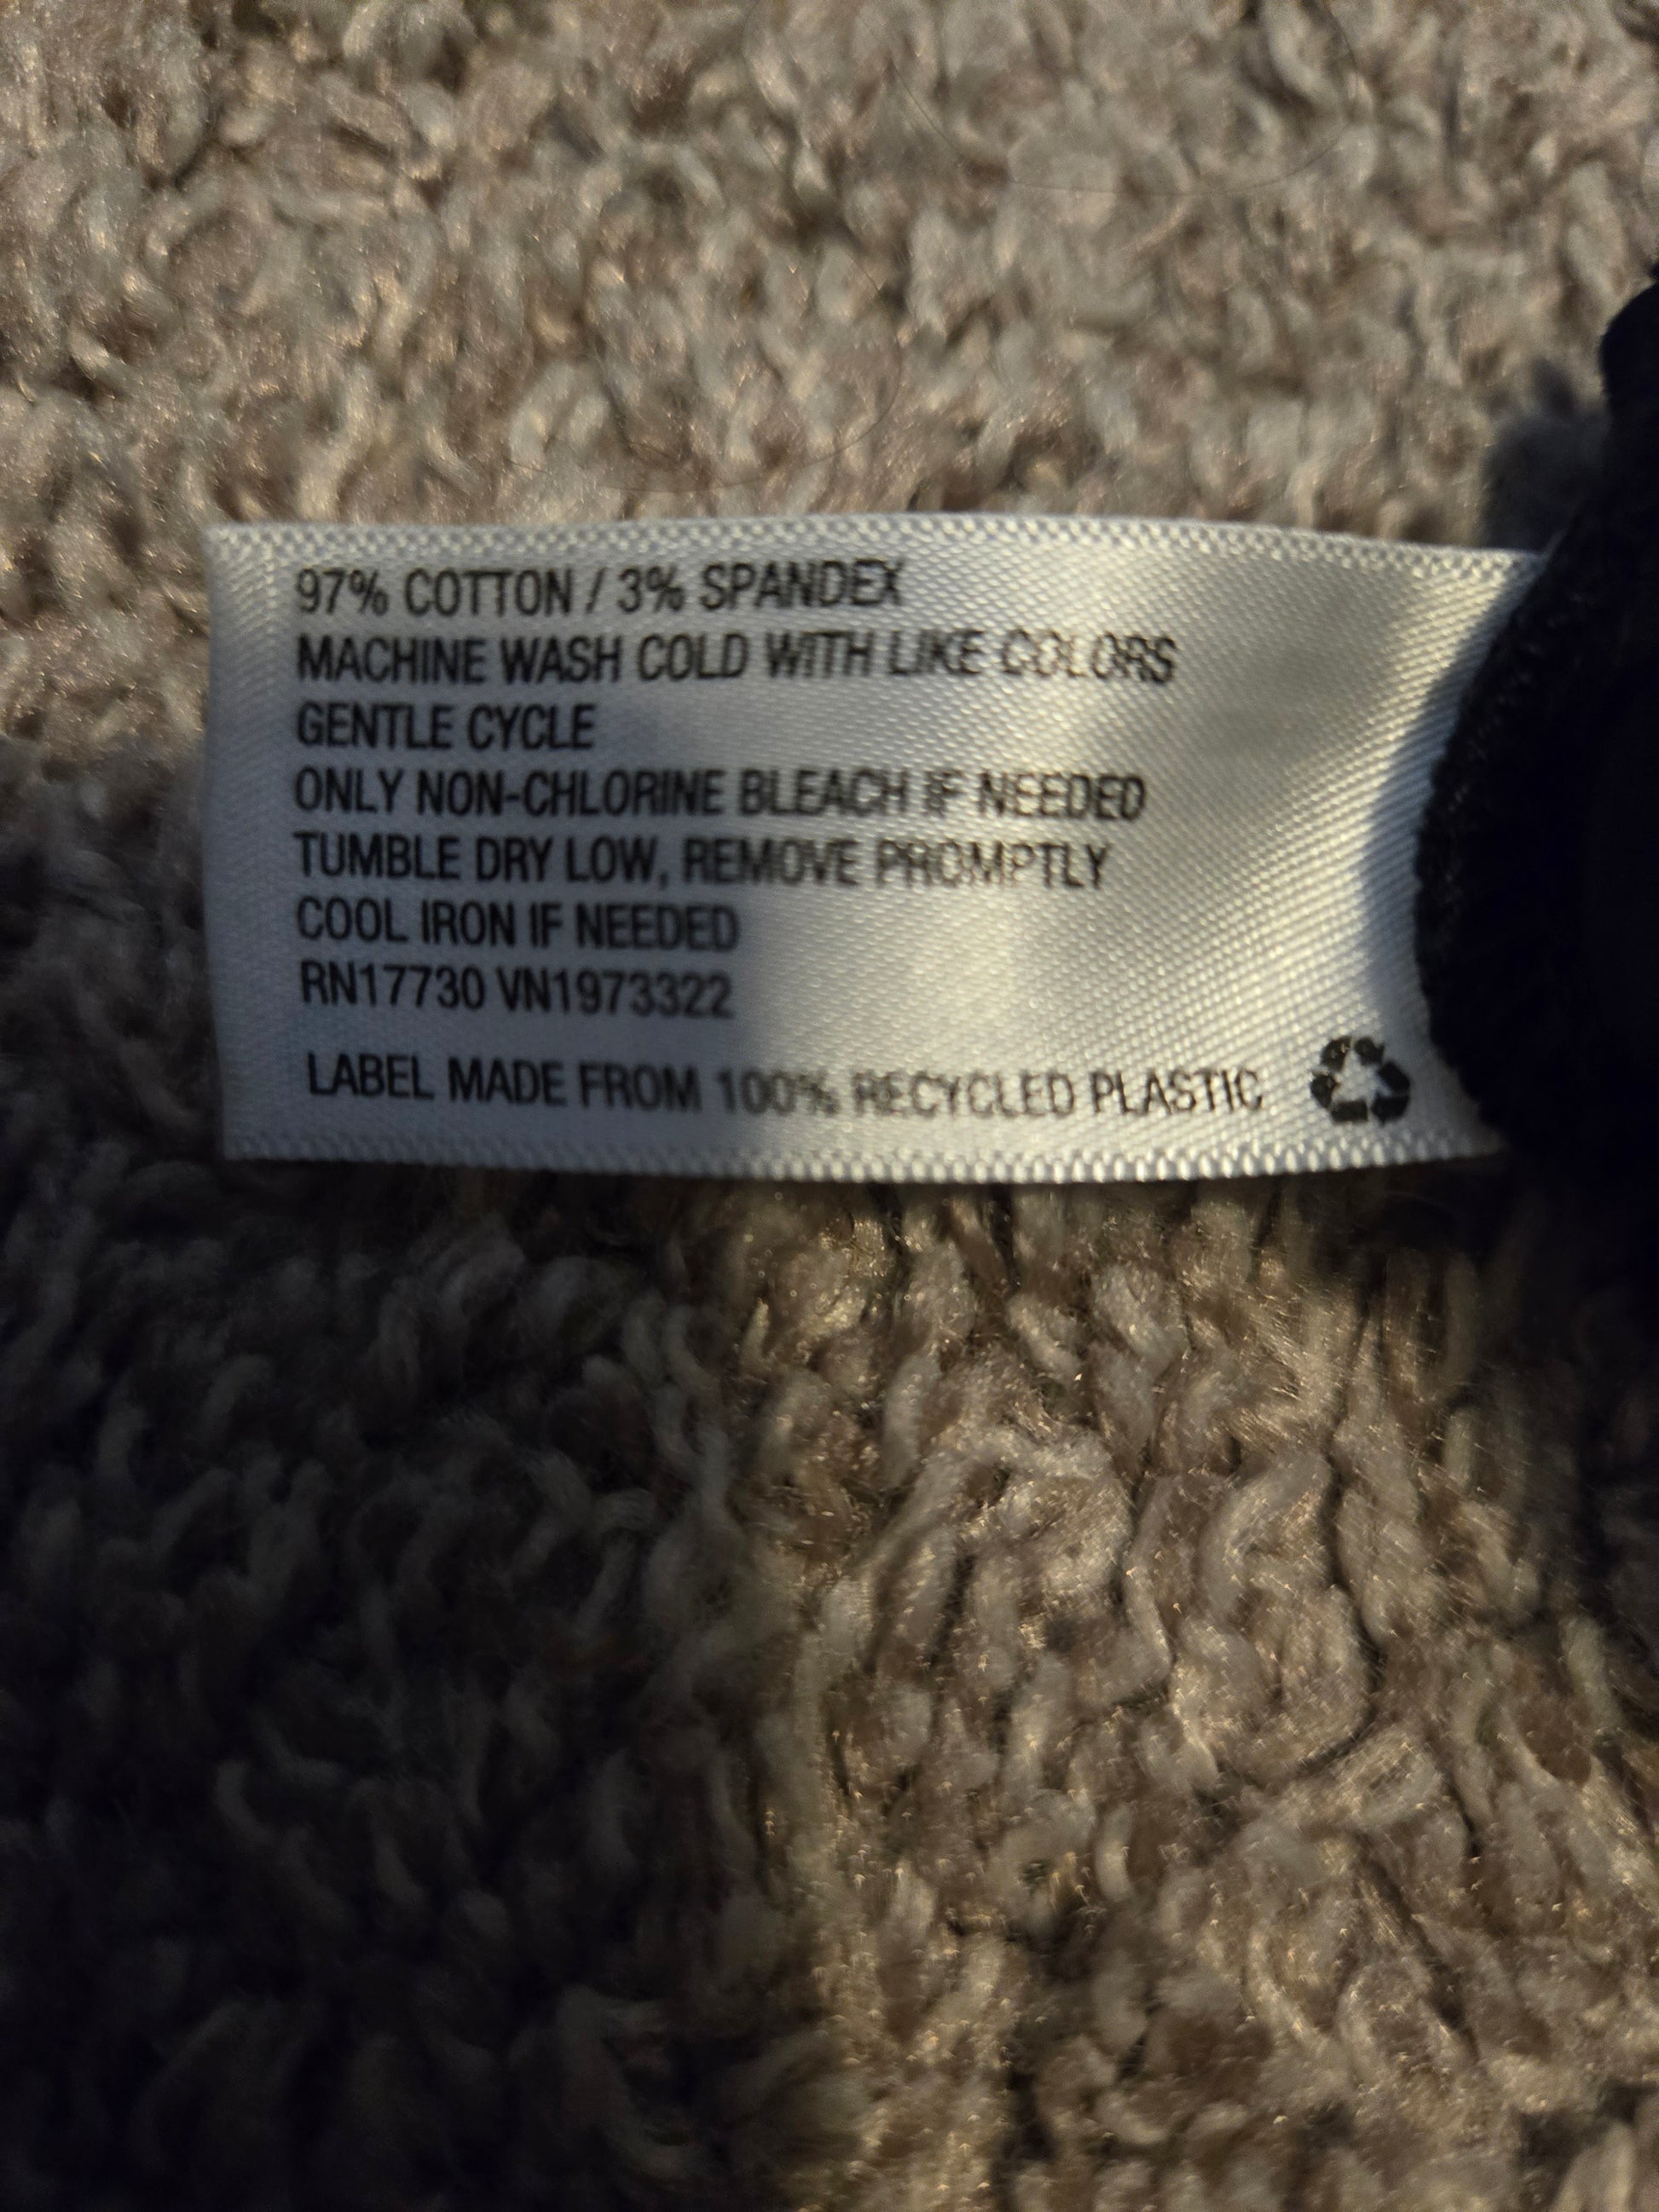 97% COTTON / 3% SPANDEX
MACHINE WASH COLD WITH LIKE COLORS
GENTLE CYCLE
ONLY NON-CHLORINE BLEACH IF NEEDED
TUMBLE DRY LOW, REMOVE PROMPTLY
COOL IRON IF NEEDED
RN17730 VN1973322
LABEL MADE FROM 100% RECYCLED PLASTIC